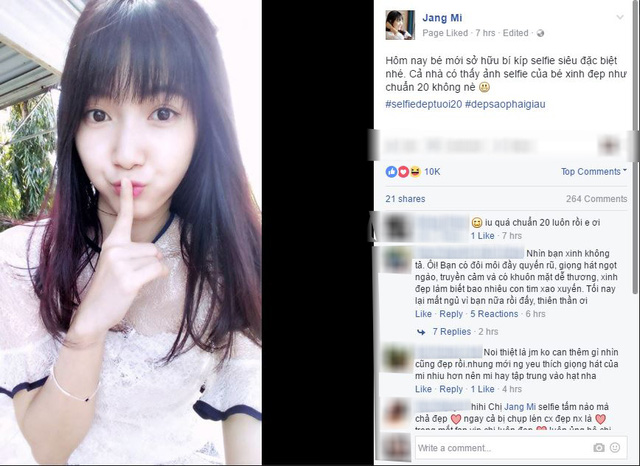 Jang Mi
Page Liked · 7 hrs · Edited ·
Hôm nay bé mới sở hữu bí kíp selfie siêu đặc biệt
nhé. Cả nhà có thấy ảnh selfie của bé xinh đẹp như
chuẩn 20 không nè
#selfiedeptuoi20 #depsaophaigiau
10K
Top Comments
21 shares
264 Comments
iu quá chuẩn 20 luôn rồi e ơi
1 Like · 7 hrs
Nhìn bạn xinh không
tả. Ôi! Bạn có đôi môi đầy quyến rũ, giọng hát ngọt
ngào, truyền cảm và có khuôn mặt dễ thương, xinh
đẹp làm biết bao nhiêu con tim xao xuyến. Tối nay
lại mất ngủ vì bạn nữa rồi đấy, thiên thần ơi
Like · Reply · 5 Reactions · 6 hrs
7 Replies · 2 hrs
Noi thiệt là jm ko can thêm gí nhìn
cũng đẹp rồi.nhưng mới ng yeu thích giọng hát của
mi nhiu hơn nên mi hay tập trung vào hạt nha
Like · Reply · 1 Like · 4 hrs
hihi Chị Jang Mi selfie tấm nào mà
chả đẹp ngay cả bị chụp lèn cx đẹp nx là
Write a comment...